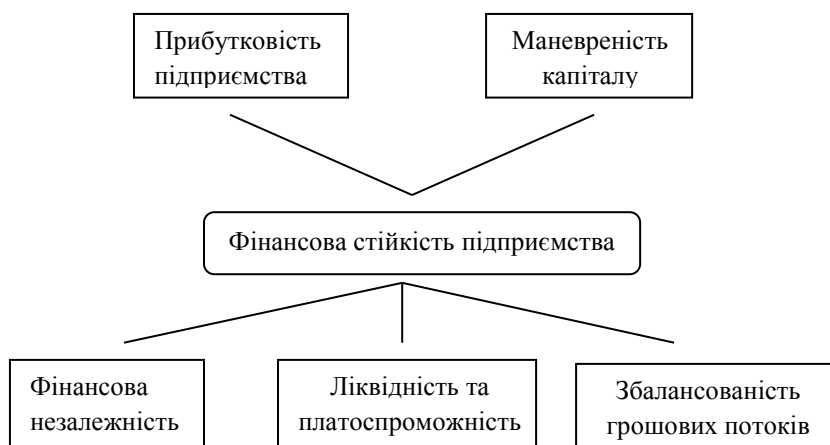 Прибутковість
підприємства
Маневреність
капіталу
Фінансова стійкість підприємства
Фінансова
незалежність
Ліквідність та
платоспроможність
Збалансованість
грошових потоків